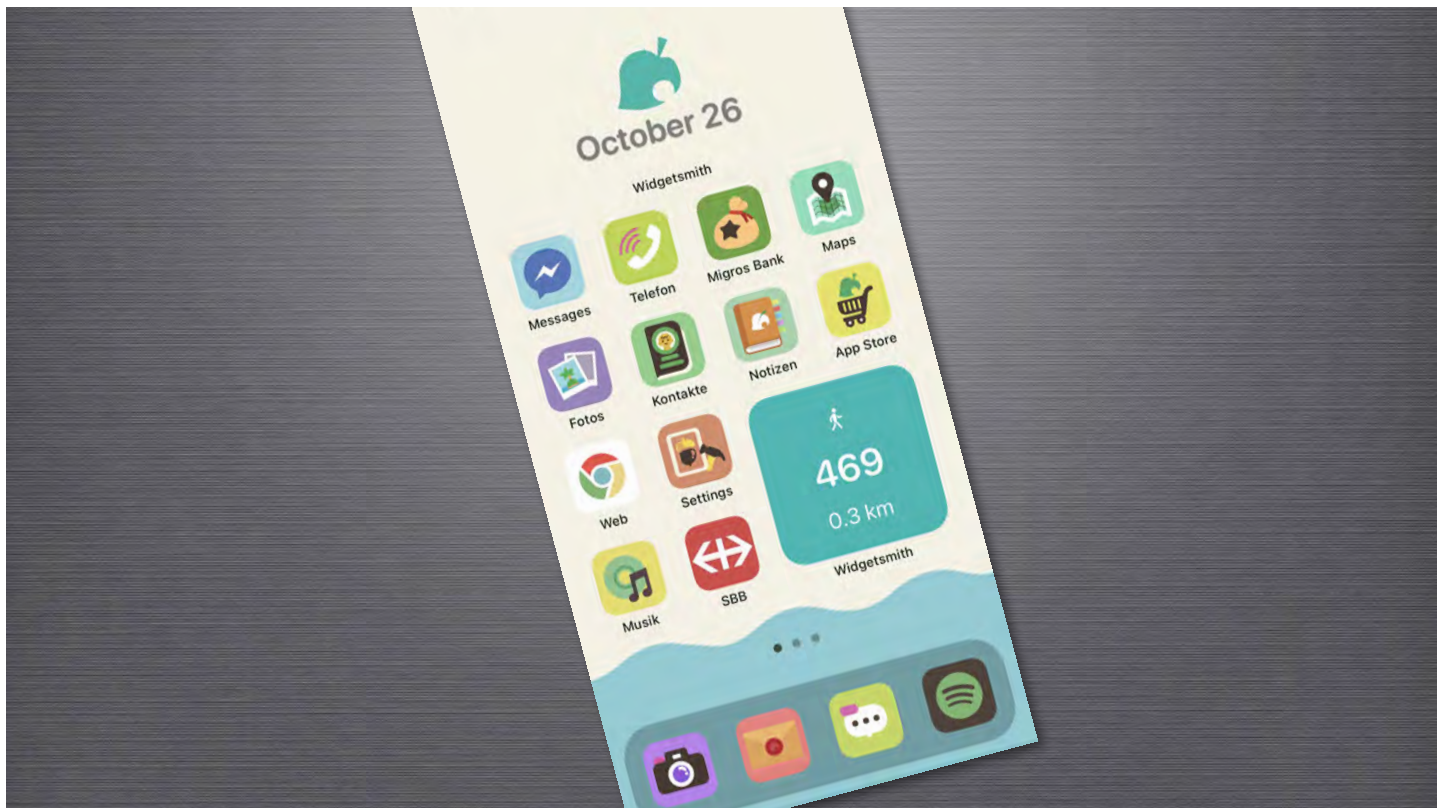 October 26
Widgetsmith
Messages
Telefon
Migros Bank
Maps
Fotos
Kontakte
Notizen
App Store
Web
Settings
469
0.3 km
Musik
SBB
Widgetsmith